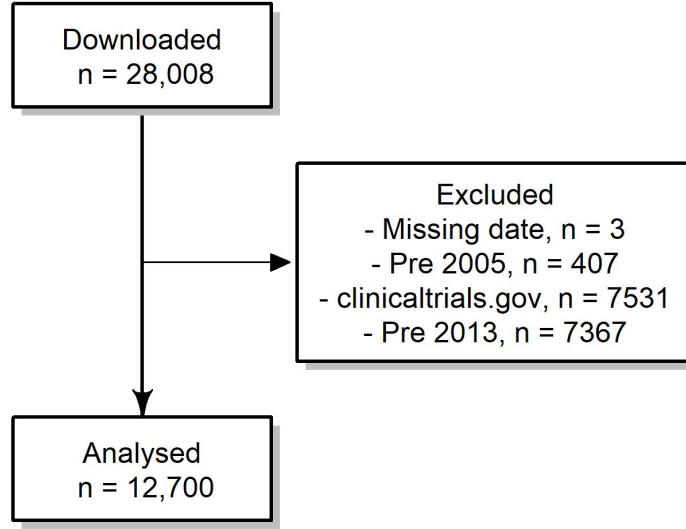 Downloaded
n = 28,008
Excluded
- Missing date, n = 3
- Pre 2005, n = 407
- clinicaltrials.gov, n = 7531
- Pre 2013, n = 7367
Analysed
n = 12,700